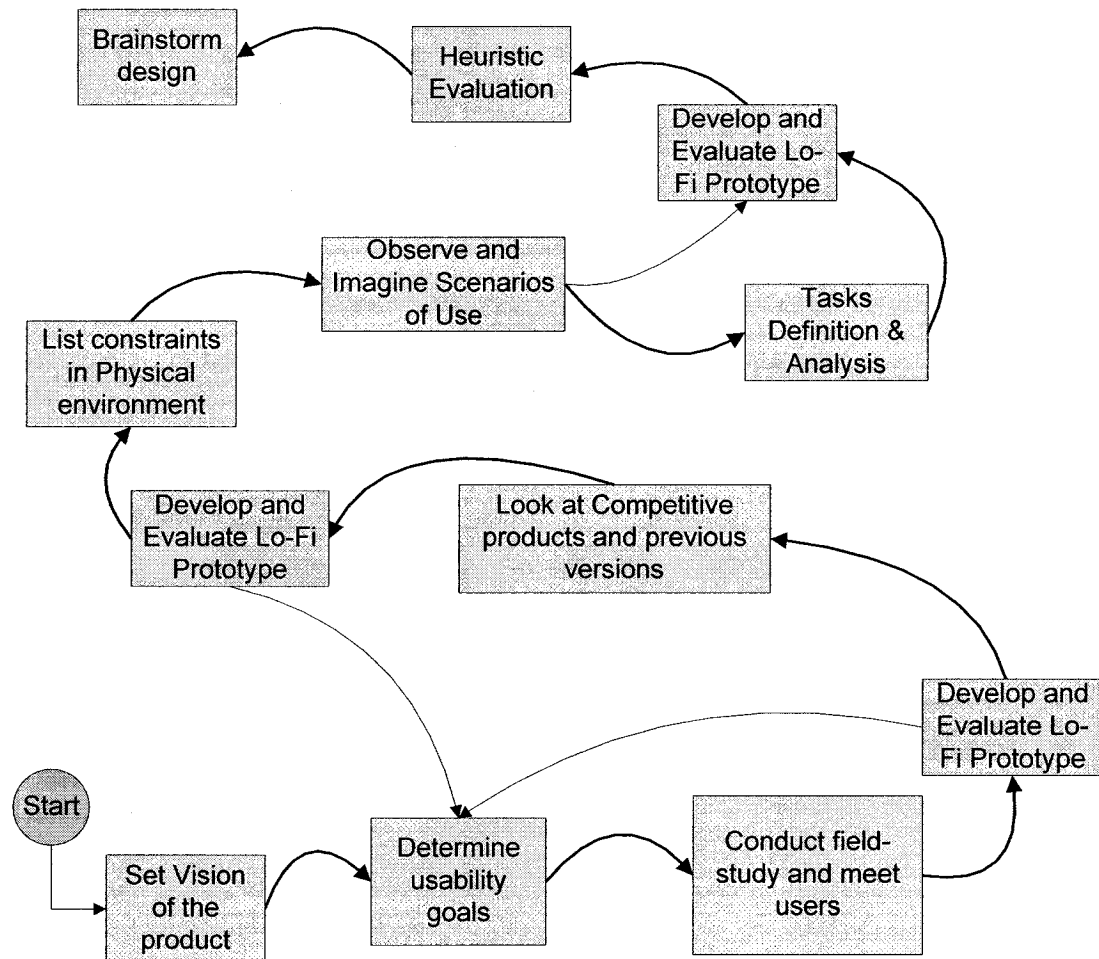 Brainstorm
design
Heuristic
Evaluation
Develop and
Evaluate Lo-
Fi Prototype
Observe and
Imagine Scenarios
of Use
Tasks
Definition &
Analysis
List constraints
in Physical
environment
Develop and
Evaluate Lo-Fi
Prototype
Look at Competitive
products and previous
versions
Develop and
Evaluate Lo-
Fi Prototype
Start
Set Vision
of the
product
Determine
usability
goals
Conduct field-
study and meet
users